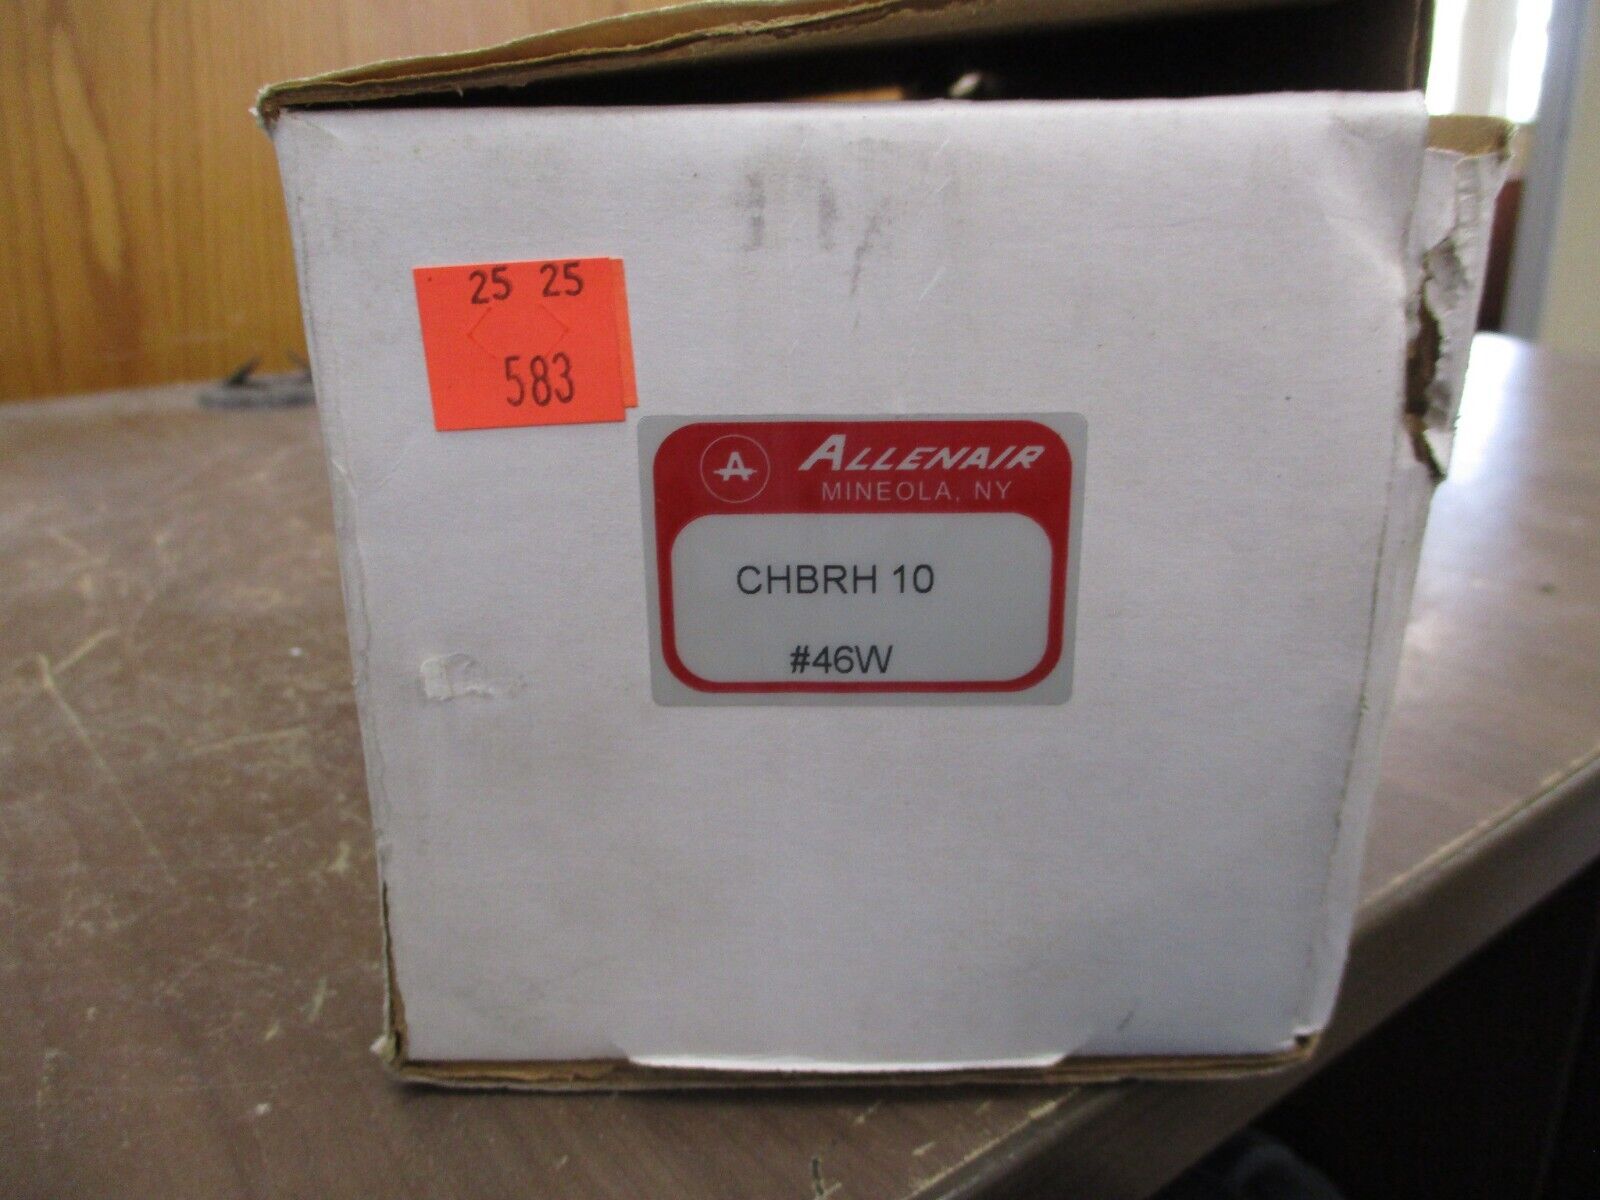 25 25
583
A ALLENAIR
MINEOLA, NY
CHBRH 10
#46W